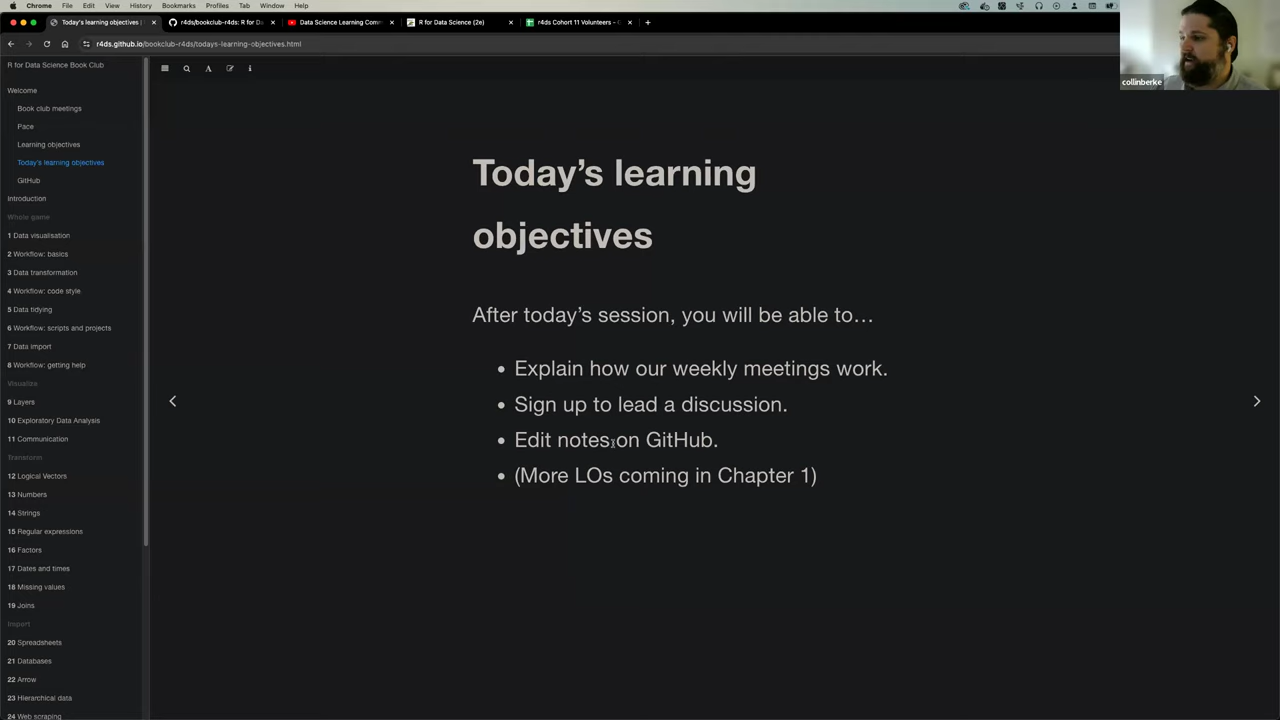 Chrome File Edit View History Bookmarks Profiles Tab Window Help
Today's learning objectives |
r4ds/bookclub-r4ds: R for Da
Data Science Learning Comm
R for Data Science (2e)
r4ds Cohort 11 Volunteers - G
r4ds.github.io/bookclub-r4ds/todays-learning-objectives.html
collinberke
R for Data Science Book Club
Welcome
Book club meetings
Pace
Learning objectives
Today's learning objectives
GitHub
Introduction
Whole game
1 Data visualisation
2 Workflow: basics
3 Data transformation
4 Workflow: code style
5 Data tidying
6 Workflow: scripts and projects
7 Data import
8 Workflow: getting help
Visualize
9 Layers
10 Exploratory Data Analysis
11 Communication
Transform
12 Logical Vectors
13 Numbers
14 Strings
15 Regular expressions
16 Factors
17 Dates and times
18 Missing values
19 Joins
Import
20 Spreadsheets
21 Databases
22 Arrow
23 Hierarchical data
24 Web scraping
Today's learning
objectives
After today's session, you will be able to…
• Explain how our weekly meetings work.
• Sign up to lead a discussion.
• Edit notes on GitHub.
• (More LOs coming in Chapter 1)